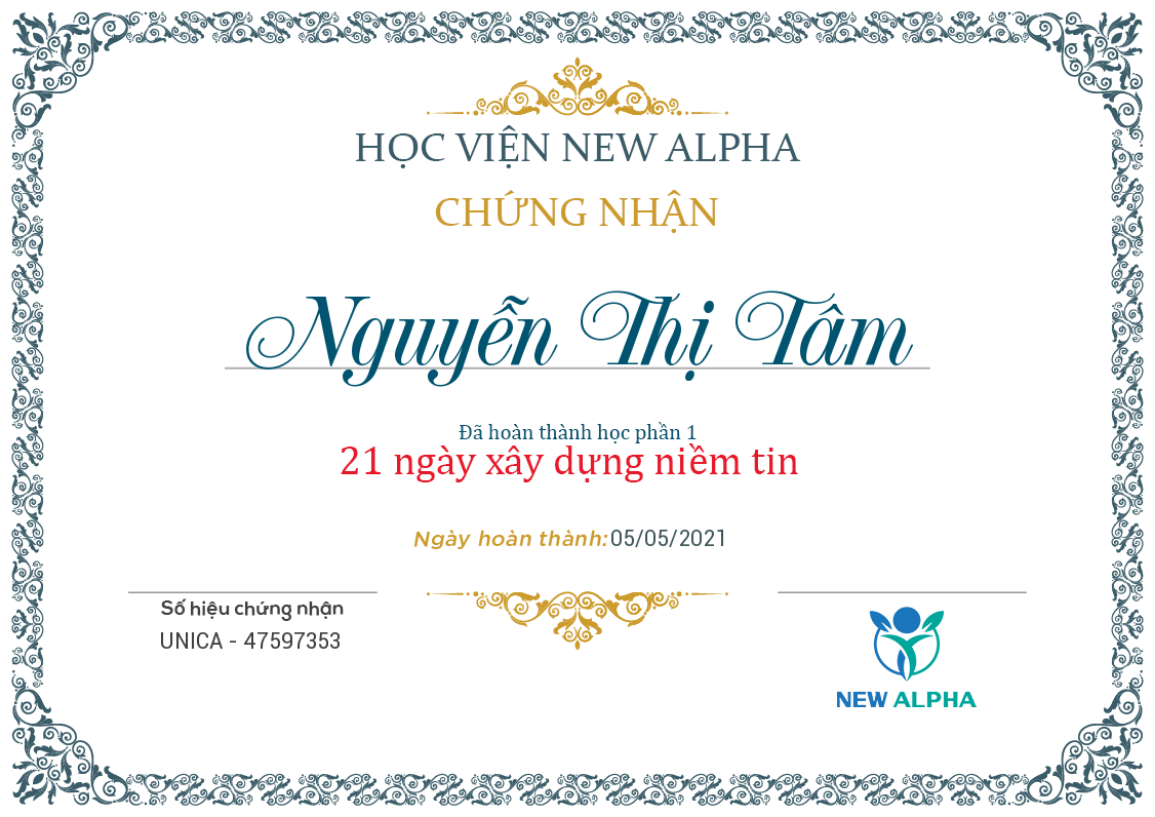 HỌC VIỆN NEW ALPHA
CHỨNG NHẬN
Nguyễn Thị Tâm
Đã hoàn thành học phần 1
21 ngày xây dựng niềm tin
Ngày hoàn thành:05/05/2021
Số hiệu chứng nhận
UNICA - 47597353
NEW ALPHA